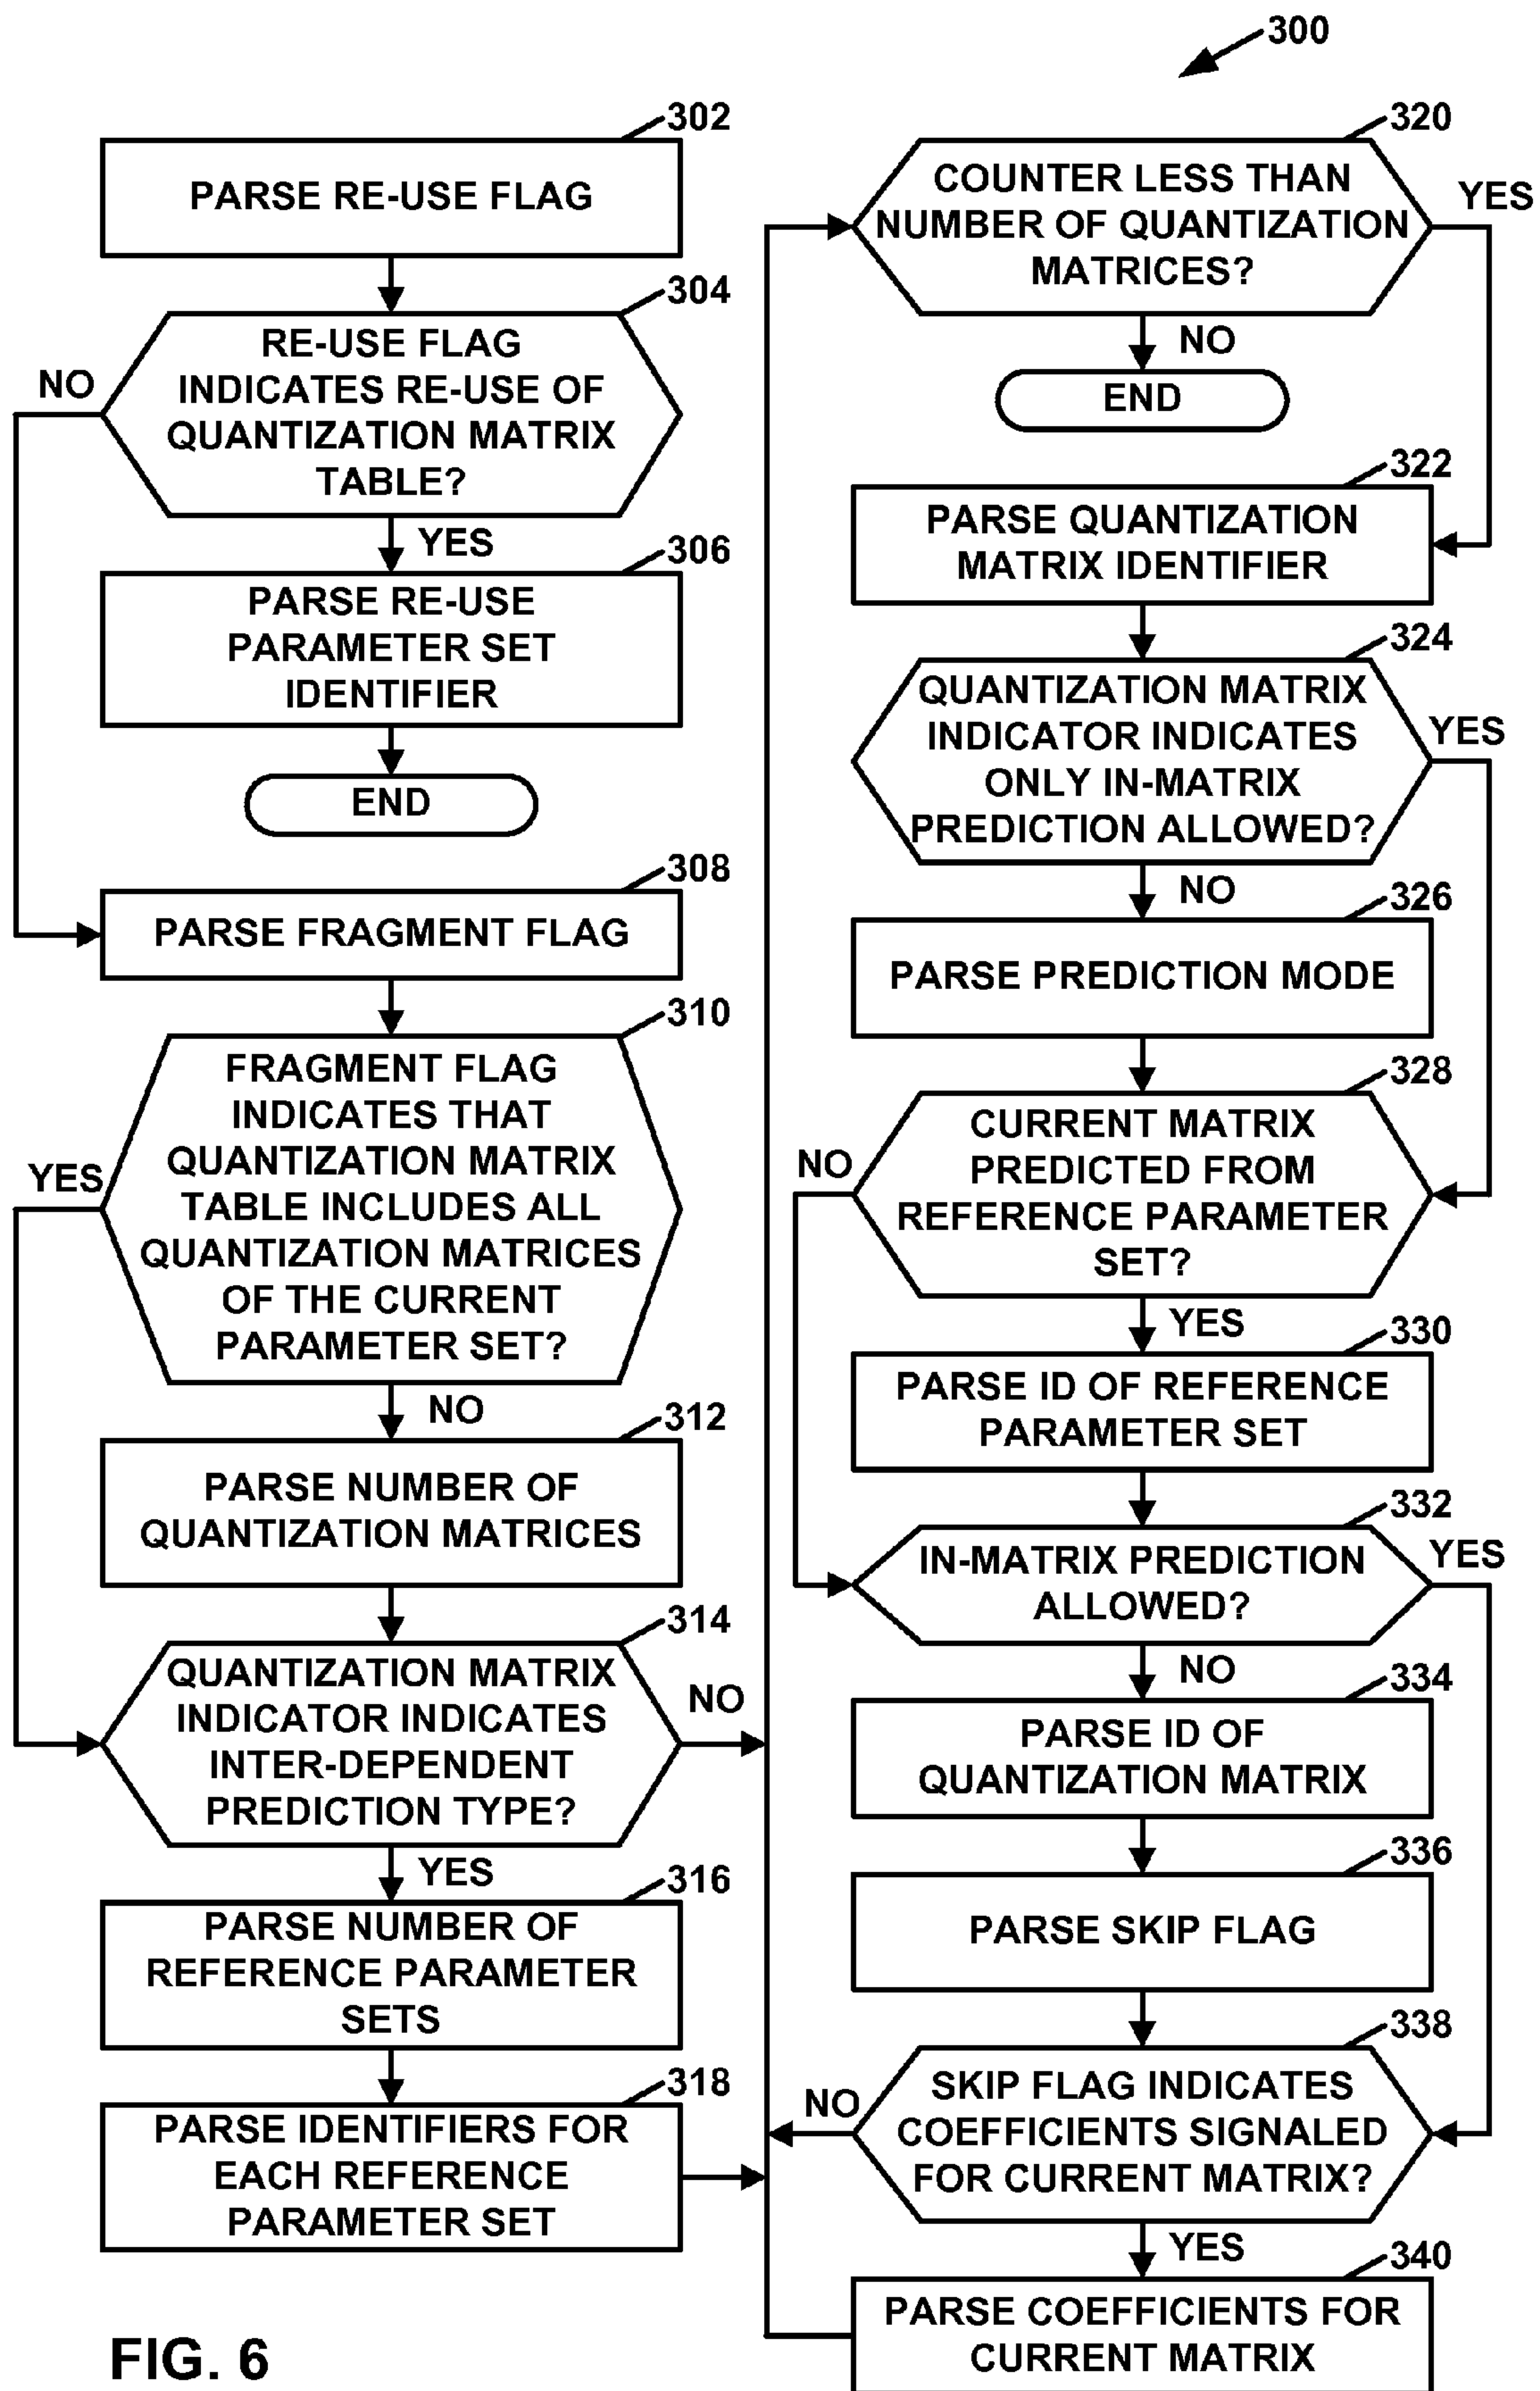 300
302
PARSE RE-USE FLAG
304
RE-USE FLAG
INDICATES RE-USE OF
QUANTIZATION MATRIX
TABLE?
NO
YES
306
PARSE RE-USE
PARAMETER SET
IDENTIFIER
END
308
PARSE FRAGMENT FLAG
310
FRAGMENT FLAG
INDICATES THAT
QUANTIZATION MATRIX
TABLE INCLUDES ALL
QUANTIZATION MATRICES
OF THE CURRENT
PARAMETER SET?
YES
NO
312
PARSE NUMBER OF
QUANTIZATION MATRICES
314
QUANTIZATION MATRIX
INDICATOR INDICATES
INTER-DEPENDENT
PREDICTION TYPE?
NO
YES
316
PARSE NUMBER OF
REFERENCE PARAMETER
SETS
318
PARSE IDENTIFIERS FOR
EACH REFERENCE
PARAMETER SET
320
COUNTER LESS THAN
NUMBER OF QUANTIZATION
MATRICES?
YES
NO
END
322
PARSE QUANTIZATION
MATRIX IDENTIFIER
324
QUANTIZATION MATRIX
INDICATOR INDICATES
ONLY IN-MATRIX
PREDICTION ALLOWED?
YES
NO
326
PARSE PREDICTION MODE
328
CURRENT MATRIX
PREDICTED FROM
REFERENCE PARAMETER
SET?
NO
YES
330
PARSE ID OF REFERENCE
PARAMETER SET
332
IN-MATRIX PREDICTION
ALLOWED?
YES
NO
334
PARSE ID OF
QUANTIZATION MATRIX
336
PARSE SKIP FLAG
338
SKIP FLAG INDICATES
COEFFICIENTS SIGNALED
FOR CURRENT MATRIX?
NO
YES
340
PARSE COEFFICIENTS FOR
CURRENT MATRIX
FIG. 6